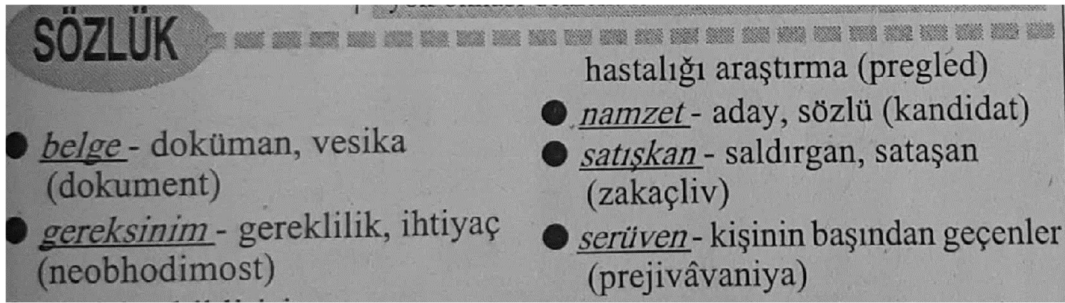 SÖZLÜK
● belge - doküman, vesika
(dokument)
● gereksinim - gereklilik, ihtiyaç
(neobhodimost)
hastalığı araştırma (pregled)
● namzet - aday, sözlü (kandidat)
● satışkan - saldırgan, sataşan
(zakaçliv)
● serüven - kişinin başından geçenler
(prejivâvaniya)